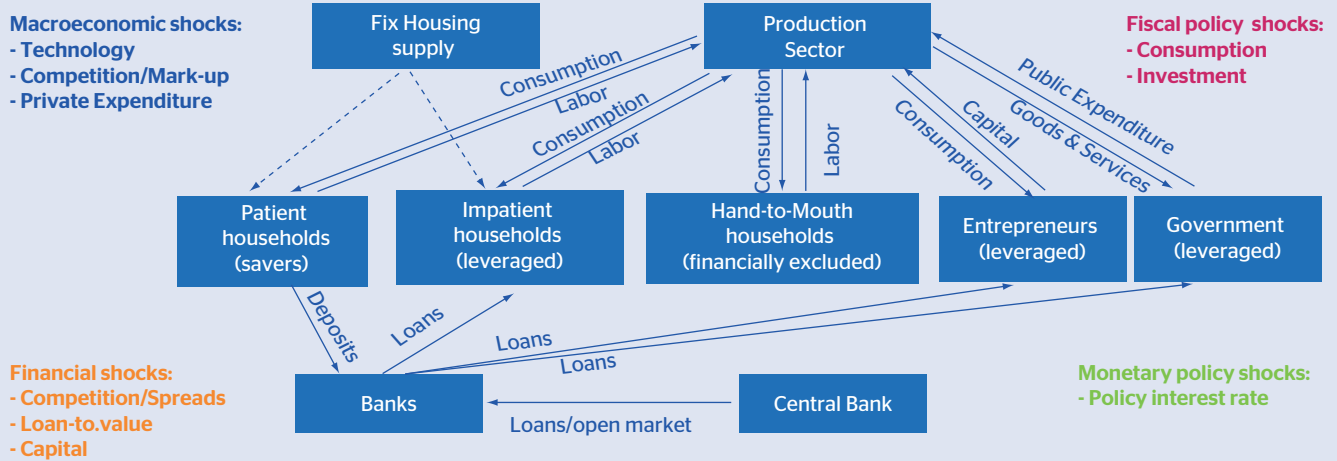 Macroeconomic shocks:
- Technology
- Competition/Mark-up
- Private Expenditure
Fix Housing
supply
Production
Sector
Fiscal policy shocks:
- Consumption
- Investment
Consumption
Labor
Consumption
Labor
Consumption
Labor
Consumption
Capital
Goods & Services
Public Expenditure
Patient
households
(savers)
Impatient
households
(leveraged)
Hand-to-Mouth
households
(financially excluded)
Entrepreneurs
(leveraged)
Government
(leveraged)
Deposits
Loans
Loans
Loans
Financial shocks:
- Competition/Spreads
- Loan-to.value
- Capital
Banks
Loans/open market
Central Bank
Monetary policy shocks:
- Policy interest rate